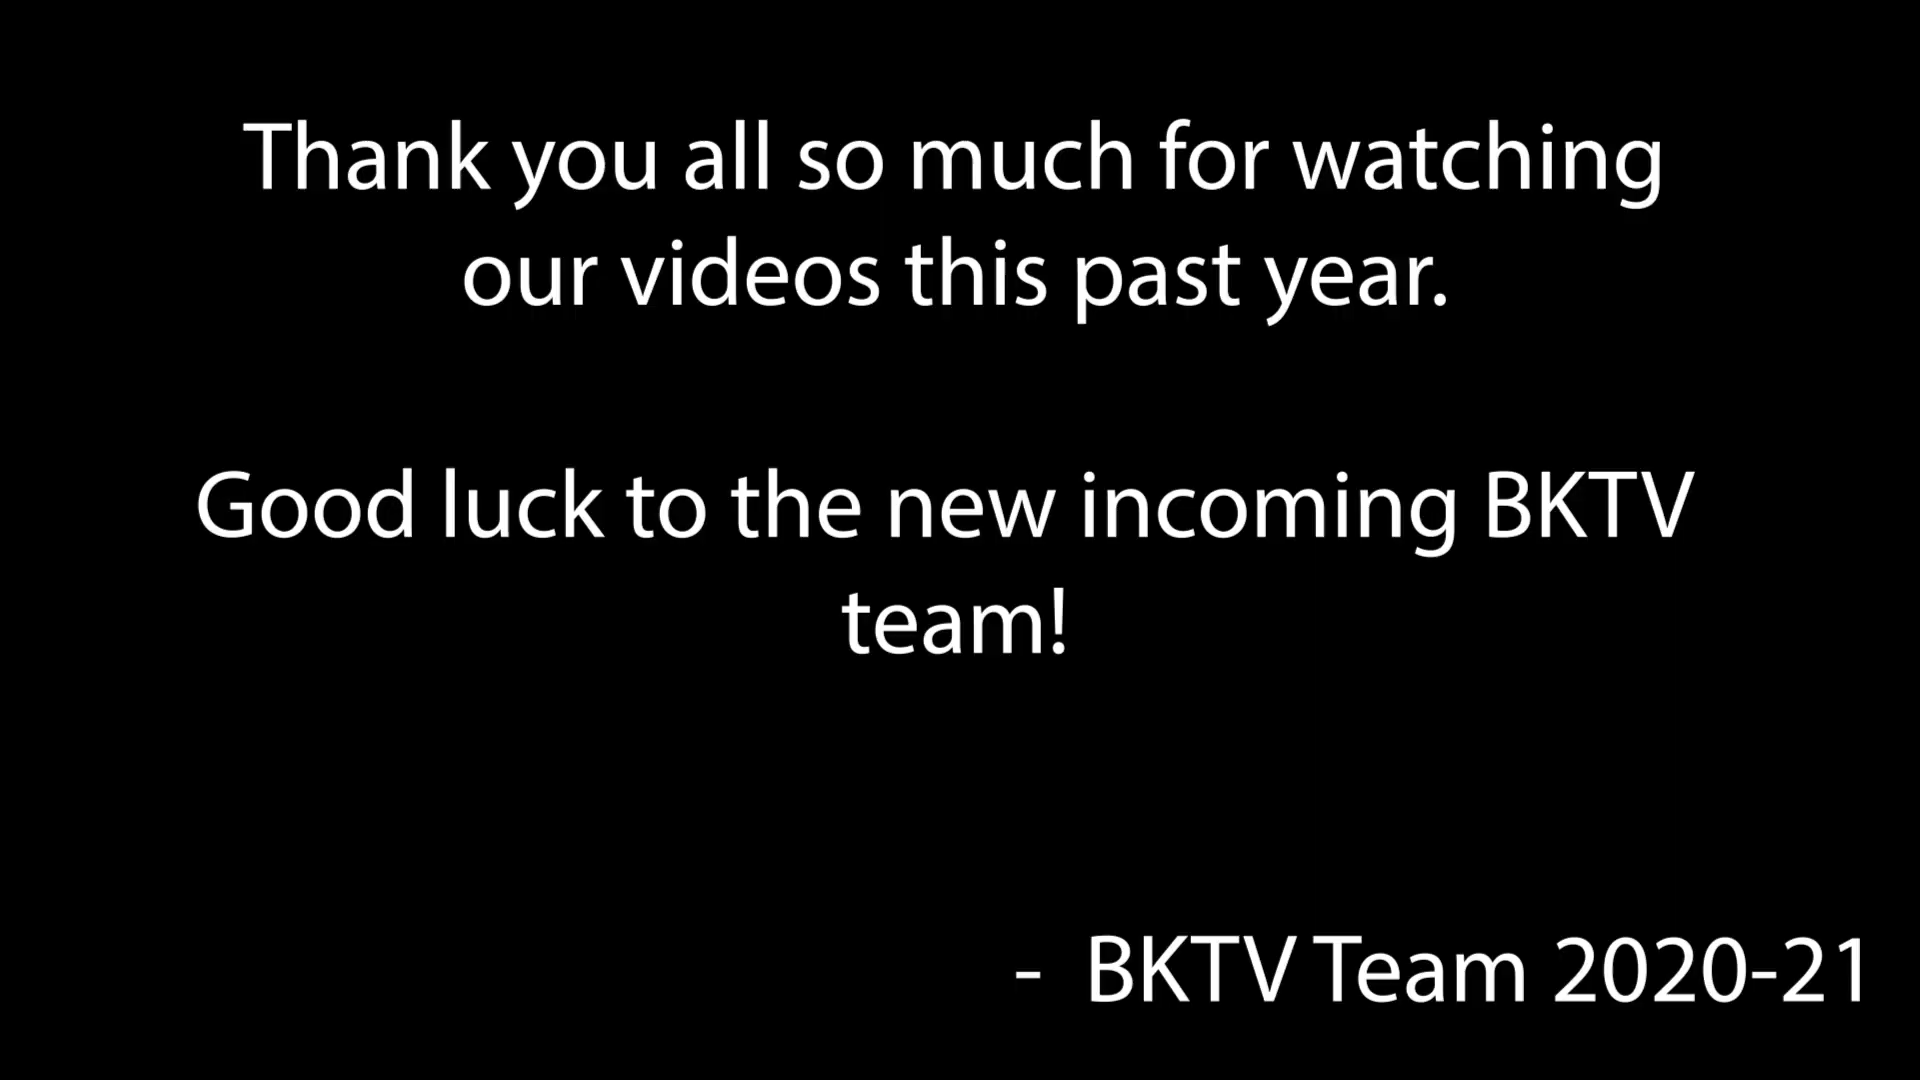 Thank you all so much for watching
our videos this past year.
Good luck to the new incoming BKTV
team!
- BKTV Team 2020-21